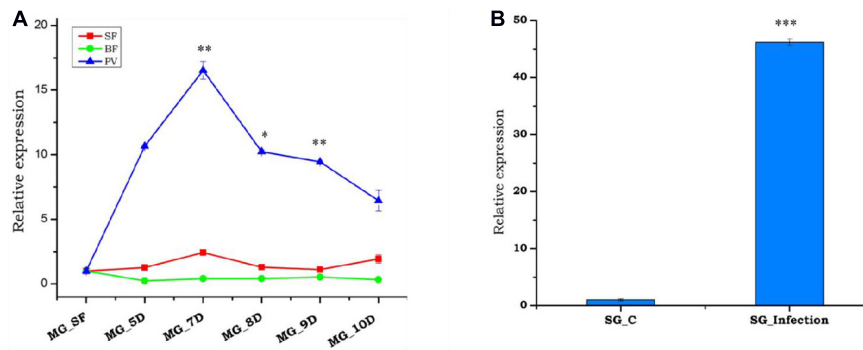 A
Relative expression
20
15
10
5
0
SF
BF
PV
**
*
**
MG_SF
MG_5D
MG_7D
MG_8D
MG_9D
MG_10D
B
Relative expression
50
40
30
20
10
0
***
SG_C
SG_Infection